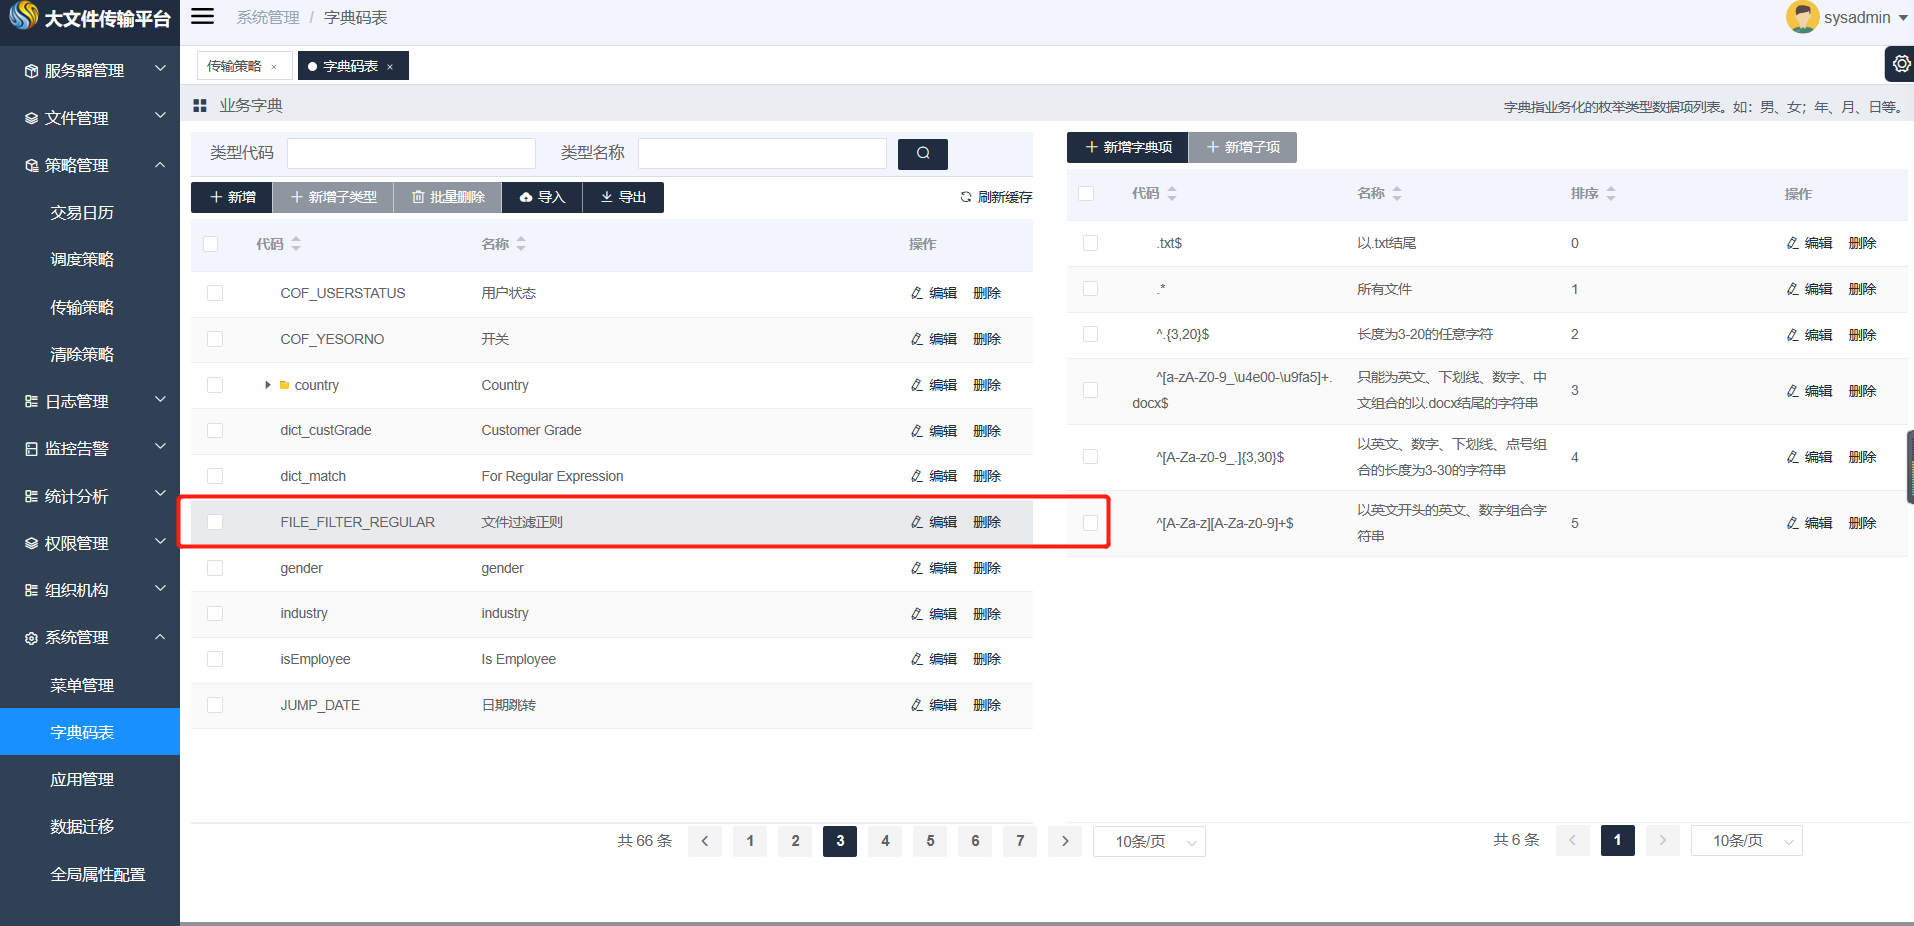 大文件传输平台
系统管理 / 字典码表
sysadmin
服务器管理
文件管理
策略管理
交易日历
调度策略
传输策略
清除策略
日志管理
监控告警
统计分析
权限管理
组织机构
系统管理
菜单管理
字典码表
应用管理
数据迁移
全局属性配置
传输策略 ×
字典码表 ×
业务字典
字典指业务化的枚举类型数据项列表。如：男、女；年、月、日等。
类型代码
类型名称
新增
新增子类型
批量删除
导入
导出
刷新缓存
代码 名称 操作
COF_USERSTATUS 用户状态 编辑 删除
COF_YESORNO 开关 编辑 删除
country Country 编辑 删除
dict_custGrade Customer Grade 编辑 删除
dict_match For Regular Expression 编辑 删除
FILE_FILTER_REGULAR 文件过滤正则 编辑 删除
gender gender 编辑 删除
industry industry 编辑 删除
isEmployee Is Employee 编辑 删除
JUMP_DATE 日期跳转 编辑 删除
共 66 条 < 1 2 3 4 5 6 7 > 10条/页
新增字典项
新增子项
代码 名称 排序 操作
.txt$ 以.txt结尾 0 编辑 删除
.* 所有文件 1 编辑 删除
^.{3,20}$ 长度为3-20的任意字符 2 编辑 删除
^[a-zA-Z0-9_\u4e00-\u9fa5]+.
docx$
只能为英文、下划线、数字、中
文组合的以.docx结尾的字符串
3 编辑 删除
^[A-Za-z0-9_.]{3,30}$
以英文、数字、下划线、点号组
合的长度为3-30的字符串
4 编辑 删除
^[A-Za-z][A-Za-z0-9]+$
以英文开头的英文、数字组合字
符串
5 编辑 删除
共 6 条 < 1 > 10条/页